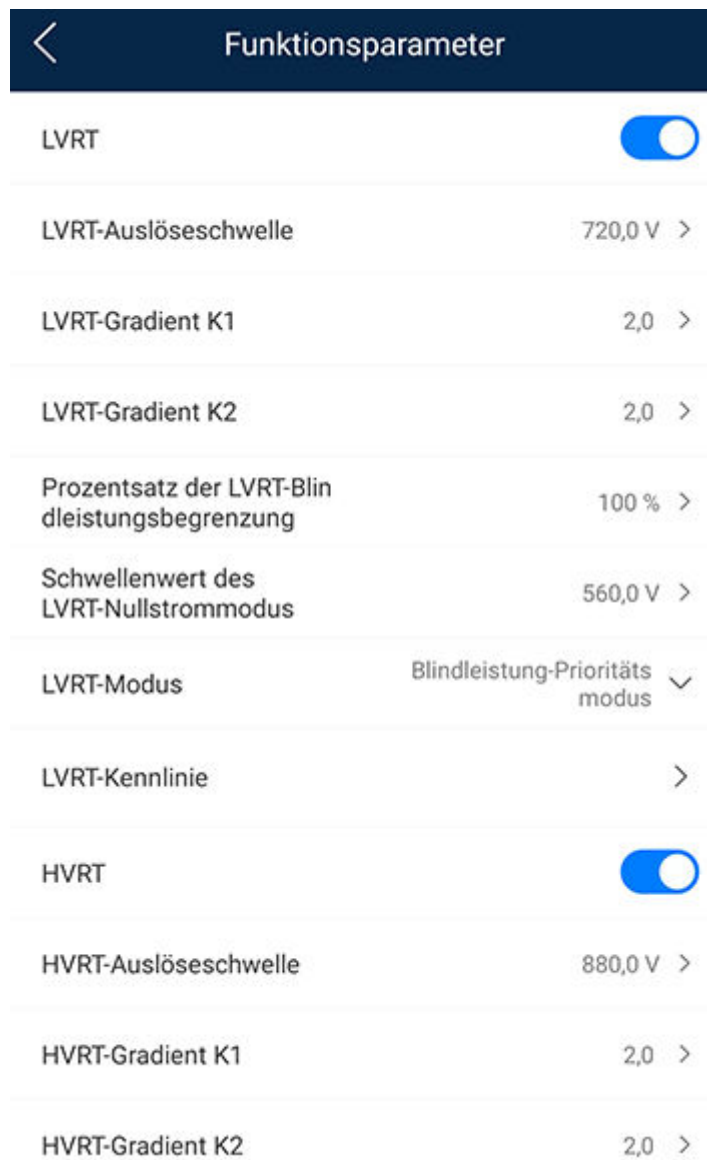 Funktionsparameter
LVRT
LVRT-Auslöseschwelle 720,0 V
LVRT-Gradient K1 2,0
LVRT-Gradient K2 2,0
Prozentsatz der LVRT-Blin
dleistungsbegrenzung 100 %
Schwellenwert des
LVRT-Nullstrommodus 560,0 V
LVRT-Modus Blindleistung-Prioritäts
modus
LVRT-Kennlinie
HVRT
HVRT-Auslöseschwelle 880,0 V
HVRT-Gradient K1 2,0
HVRT-Gradient K2 2,0